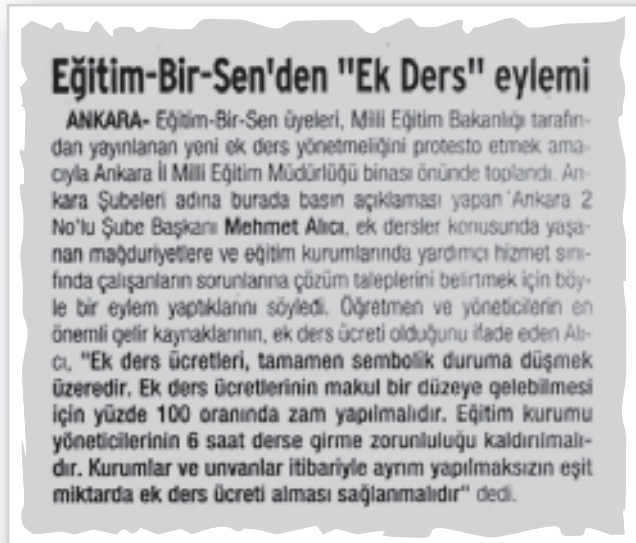 Eğitim-Bir-Sen'den "Ek Ders" eylemi
ANKARA- Eğitim-Bir-Sen üyeleri, Milli Eğitim Bakanlığı tarafın-
dan yayınlanan yeni ek ders yönetmeliğini protesto etmek ama-
cıyla Ankara İl Milli Eğitim Müdürlüğü binası önünde toplandı. An-
kara Şubeleri adına burada basın açıklaması yapan Ankara 2
No'lu Şube Başkanı Mehmet Alıcı, ek dersler konusunda yaşa-
nan mağduriyetlere ve eğitim kurumlarında yardımcı hizmet sını-
fında çalışanların sorunlarına çözüm taleplerini belirtmek için böy-
le bir eylem yaptıklarını söyledi. Öğretmen ve yöneticilerin en
önemli gelir kaynaklarının, ek ders ücreti olduğunu ifade eden Alı-
cı, "Ek ders ücretleri, tamamen sembolik duruma düşmek
üzeredir. Ek ders ücretlerinin makul bir düzeye gelebilmesi
için yüzde 100 oranında zam yapılmalıdır. Eğitim kurumu
yöneticilerinin 6 saat derse girme zorunluluğu kaldırılmalı-
dır. Kurumlar ve unvanlar itibariyle ayrım yapılmaksızın eşit
miktarda ek ders ücreti alması sağlanmalıdır" dedi.